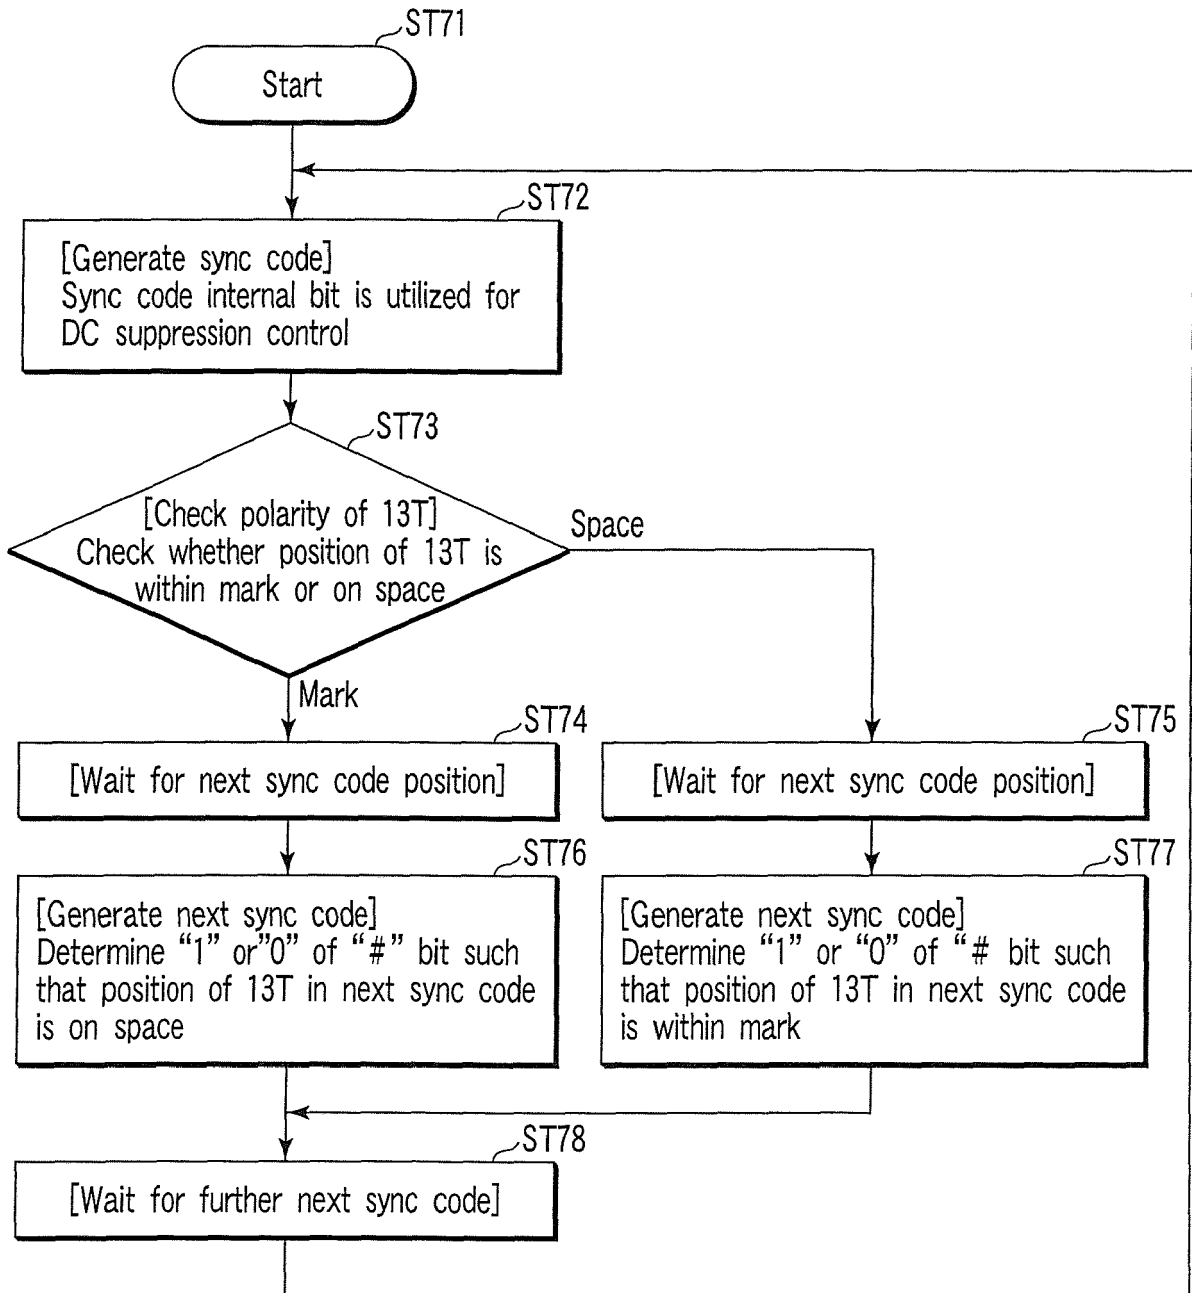 ST71
Start
ST72
[Generate sync code]
Sync code internal bit is utilized for
DC suppression control
ST73
[Check polarity of 13T]
Check whether position of 13T is
within mark or on space
Space
Mark
ST74
[Wait for next sync code position]
ST75
[Wait for next sync code position]
ST76
[Generate next sync code]
Determine “1” or”0” of “#” bit such
that position of 13T in next sync code
is on space
ST77
[Generate next sync code]
Determine “1” or “0” of “# bit such
that position of 13T in next sync code
is within mark
ST78
[Wait for further next sync code]